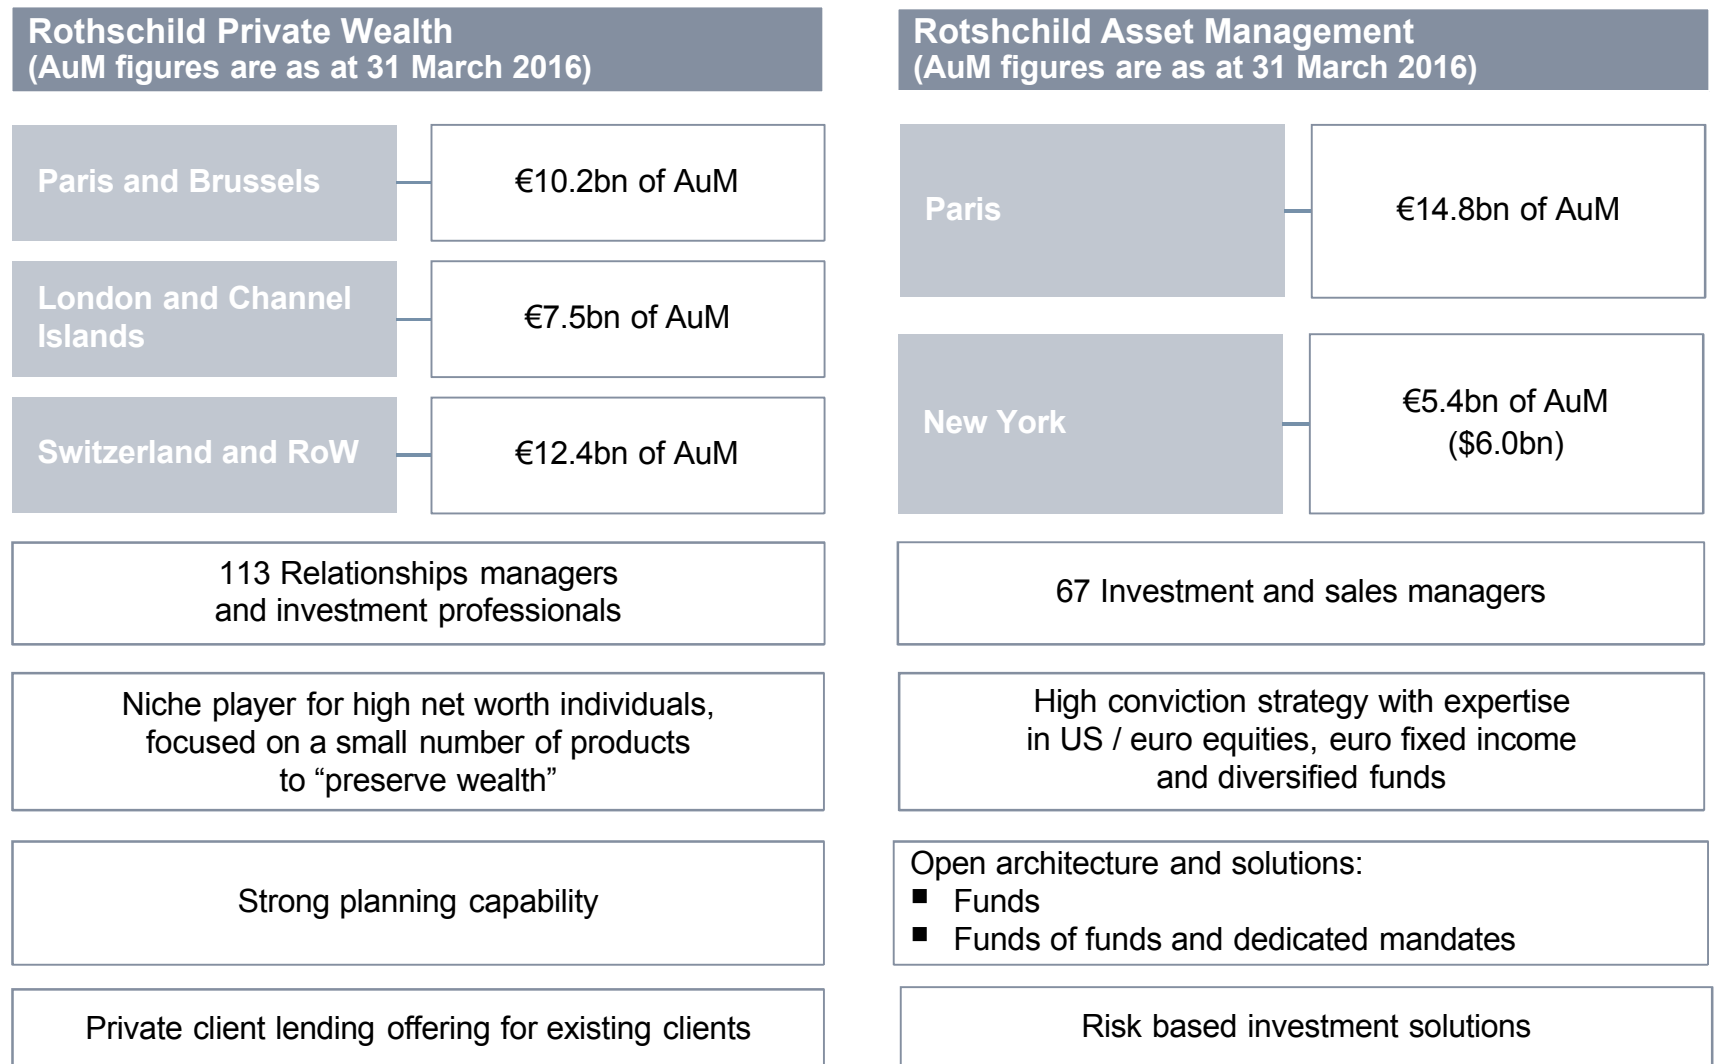 Rothschild Private Wealth
(AuM figures are as at 31 March 2016)
Paris and Brussels
€10.2bn of AuM
London and Channel
Islands
€7.5bn of AuM
Switzerland and RoW
€12.4bn of AuM
113 Relationships managers
and investment professionals
Niche player for high net worth individuals,
focused on a small number of products
to “preserve wealth”
Strong planning capability
Private client lending offering for existing clients
Rotshchild Asset Management
(AuM figures are as at 31 March 2016)
Paris
€14.8bn of AuM
New York
€5.4bn of AuM
($6.0bn)
67 Investment and sales managers
High conviction strategy with expertise
in US / euro equities, euro fixed income
and diversified funds
Open architecture and solutions:
▪ Funds
▪ Funds of funds and dedicated mandates
Risk based investment solutions